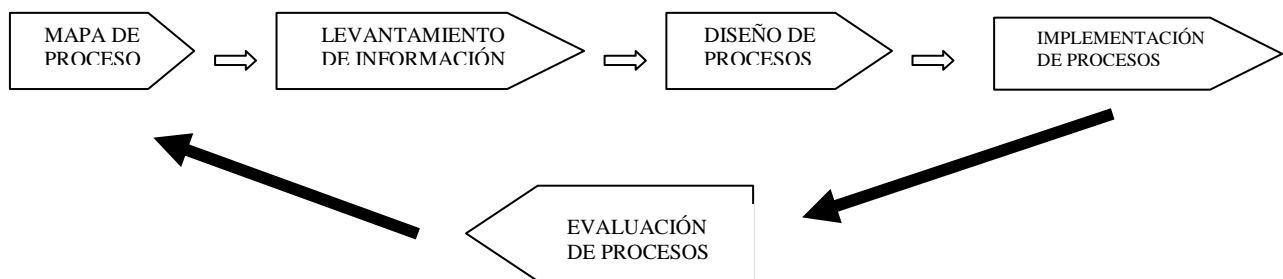 MAPA DE
PROCESO
LEVANTAMIENTO
DE INFORMACIÓN
DISEÑO DE
PROCESOS
IMPLEMENTACIÓN
DE PROCESOS
EVALUACIÓN
DE PROCESOS